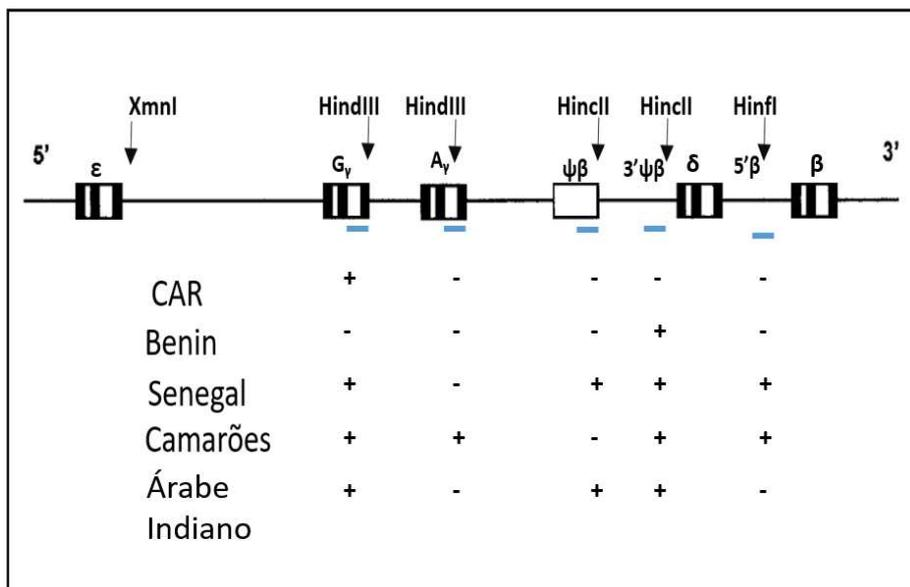 XmnI HindIII HindIII HincII HincII HinfI
5' 3'
ε Gγ Aγ ψβ 3'ψβ δ 5'β β
CAR + - - - -
Benin - - - + -
Senegal + - + + +
Camarões + + - + +
Árabe + - + + -
Indiano